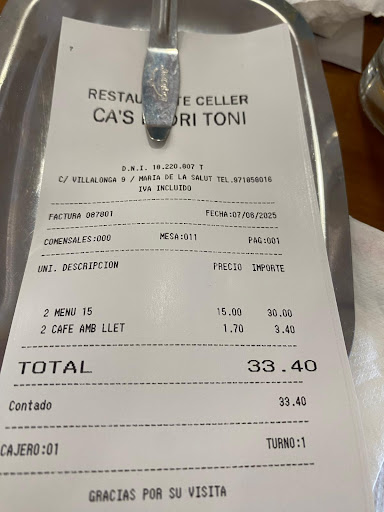 RESTAU TE CELLER
CA'S DRI TONI
D.N.I. 18.220.807 T
C/ VILLALONGA 9 / MARIA DE LA SALUT TEL.971858016
IVA INCLUIDO
FACTURA 087801 FECHA:07/06/2025
COMENSALES:000 MESA:011 PAG:001
UNI. DESCRIPCION PRECIO IMPORTE
2 MENU 15 15.00 30.00
2 CAFE AMB LLET 1.70 3.40
TOTAL 33.40
Contado 33.40
CAJERO:01 TURNO:1
GRACIAS POR SU VISITA